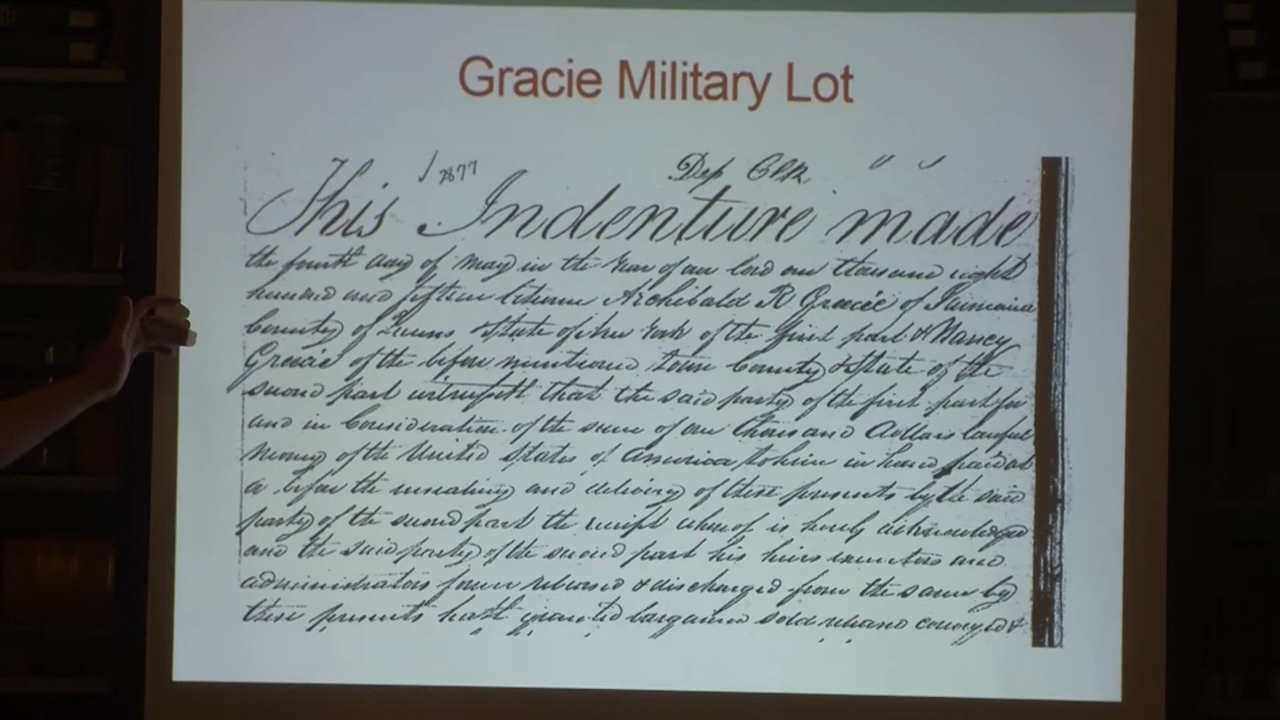 Gracie Military Lot
2877 Dep Clk " "
This Indenture made
the fourth day of May in the Year of our lord one thousand eight
hundred and fifteen between Archibald R Gracie of Jamaica
County of Queens & State of New York of the first part & Nancy
Gracie of the before mentioned town County & State of the
second part witnesseth that the said party of the first part for
and in Consideration of the sum of one thousand dollars lawful
money of the United States of America to him in hand paid at
or before the ensealing and delivery of these presents by the said
party of the second part the receipt whereof is hereby acknowledged
and the said party of the second part his heirs executors and
administrators forever released & discharged from the same by
these presents hath granted bargained sold released conveyed &